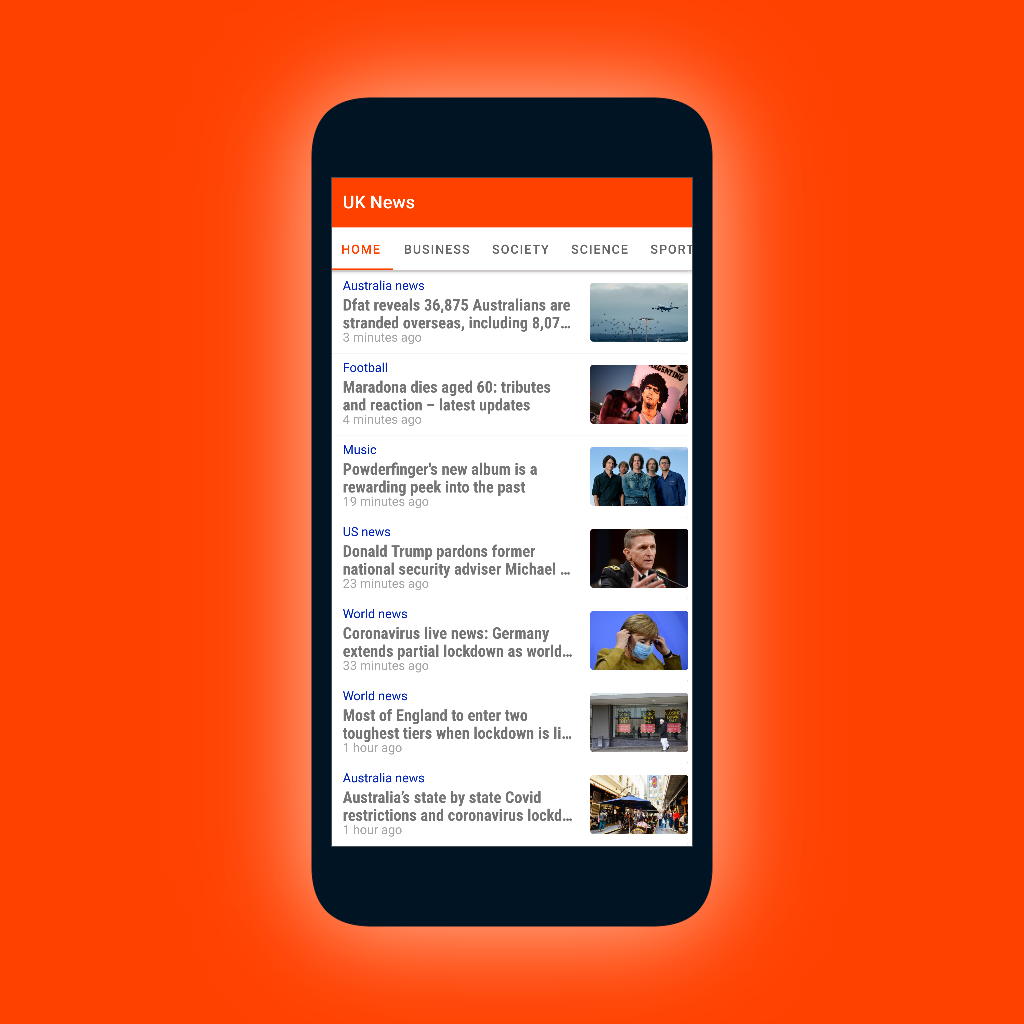 UK News
HOME BUSINESS SOCIETY SCIENCE SPORT
Australia news
Dfat reveals 36,875 Australians are
stranded overseas, including 8,07...
3 minutes ago
Football
Maradona dies aged 60: tributes
and reaction – latest updates
4 minutes ago
Music
Powderfinger's new album is a
rewarding peek into the past
19 minutes ago
US news
Donald Trump pardons former
national security adviser Michael ...
23 minutes ago
World news
Coronavirus live news: Germany
extends partial lockdown as world...
33 minutes ago
World news
Most of England to enter two
toughest tiers when lockdown is li...
1 hour ago
Australia news
Australia’s state by state Covid
restrictions and coronavirus lockd...
1 hour ago